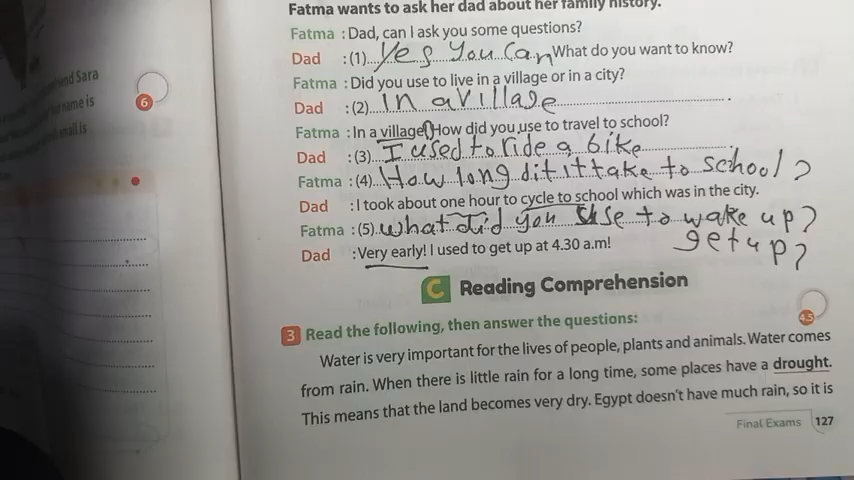 Fatma wants to ask her dad about her family history.
Fatma : Dad, can I ask you some questions?
Dad : (1) Yes you can What do you want to know?
Fatma : Did you use to live in a village or in a city?
Dad : (2) In a village .
Fatma : In a village! How did you use to travel to school?
Dad : (3) I used to ride a bike .
Fatma : (4) How long dit it take to school ?
Dad : I took about one hour to cycle to school which was in the city.
Fatma : (5) what did you use to wake up?
get up?
Dad : Very early! I used to get up at 4.30 a.m!
C Reading Comprehension
3 Read the following, then answer the questions:
4.5
Water is very important for the lives of people, plants and animals. Water comes
from rain. When there is little rain for a long time, some places have a drought.
This means that the land becomes very dry. Egypt doesn't have much rain, so it is
Final Exams 127
Sara
name is
is
6